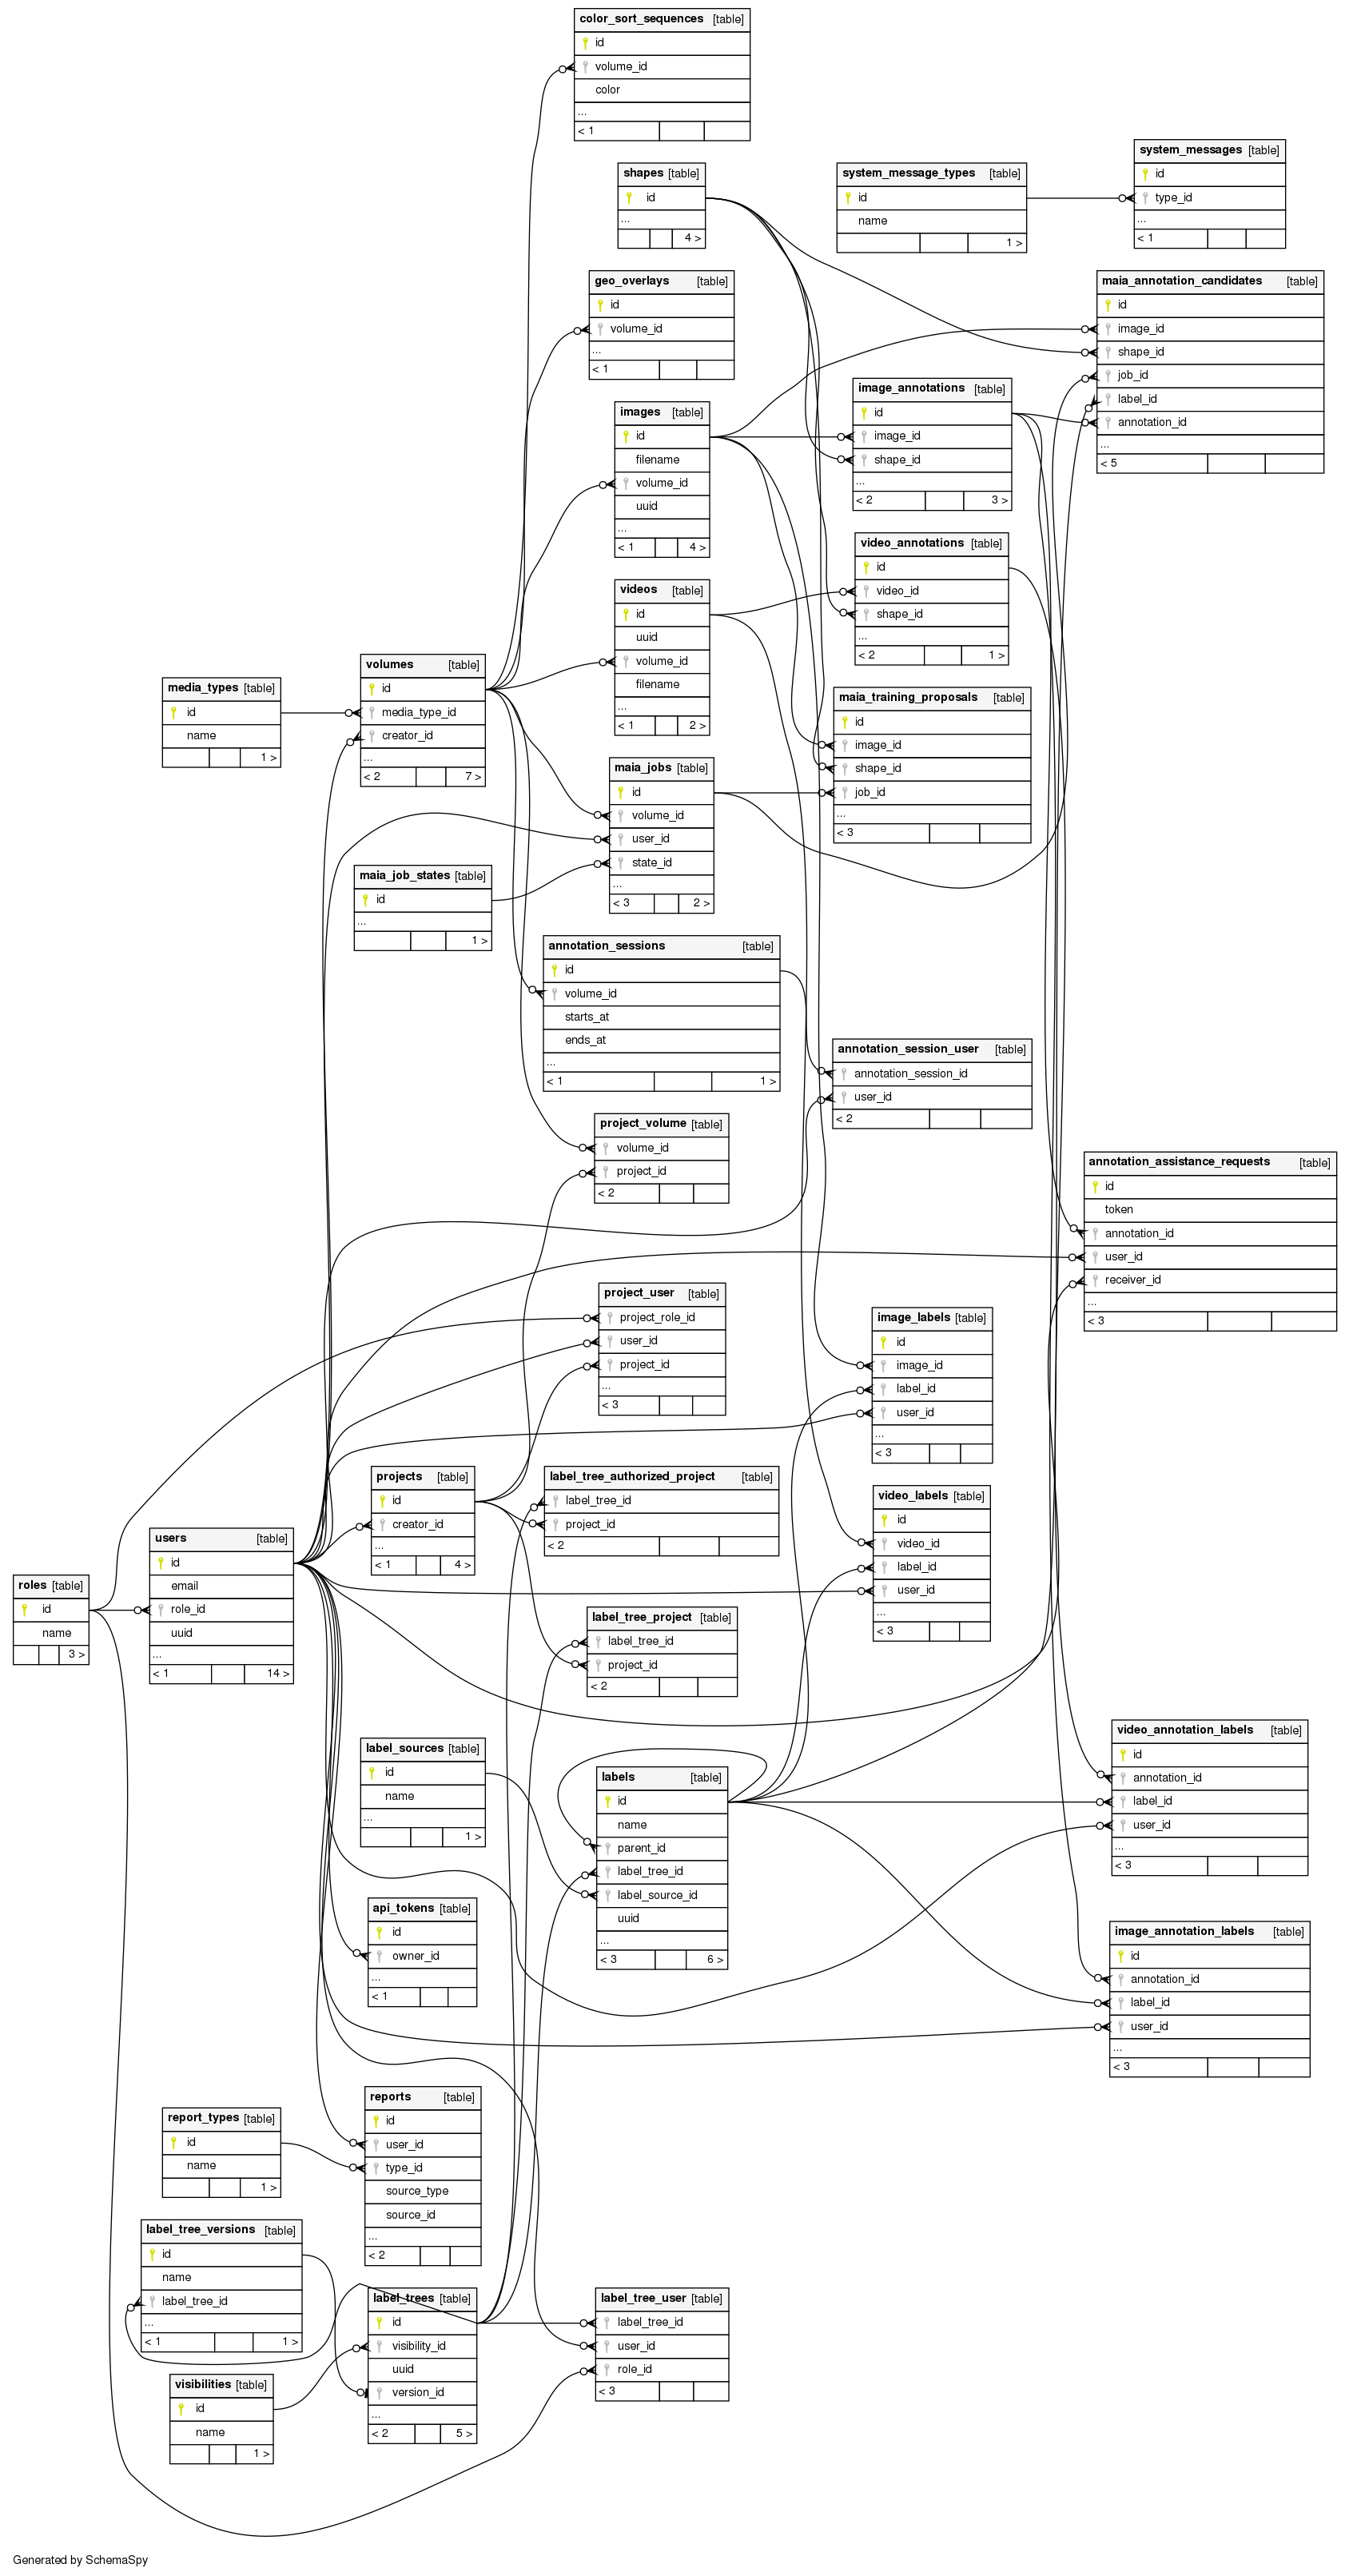 color_sort_sequences [table]
id
volume_id
color
...
< 1
shapes [table]
id
...
4 >
system_message_types [table]
id
name
1 >
system_messages [table]
id
type_id
...
< 1
geo_overlays [table]
id
volume_id
...
< 1
maia_annotation_candidates [table]
id
image_id
shape_id
job_id
label_id
annotation_id
...
< 5
images [table]
id
filename
volume_id
uuid
...
< 1 4 >
image_annotations [table]
id
image_id
shape_id
...
< 2 3 >
video_annotations [table]
id
video_id
shape_id
...
< 2 1 >
videos [table]
id
uuid
volume_id
filename
...
< 1 2 >
volumes [table]
id
media_type_id
creator_id
...
< 2 7 >
media_types [table]
id
name
1 >
maia_training_proposals [table]
id
image_id
shape_id
job_id
...
< 3
maia_jobs [table]
id
volume_id
user_id
state_id
...
< 3 2 >
maia_job_states [table]
id
...
1 >
annotation_sessions [table]
id
volume_id
starts_at
ends_at
...
< 1 1 >
annotation_session_user [table]
annotation_session_id
user_id
< 2
project_volume [table]
volume_id
project_id
< 2
annotation_assistance_requests [table]
id
token
annotation_id
user_id
receiver_id
...
< 3
project_user [table]
project_role_id
user_id
project_id
...
< 3
image_labels [table]
id
image_id
label_id
user_id
...
< 3
projects [table]
id
creator_id
...
< 1 4 >
label_tree_authorized_project [table]
label_tree_id
project_id
< 2
video_labels [table]
id
video_id
label_id
user_id
...
< 3
users [table]
id
email
role_id
uuid
...
< 1 14 >
roles [table]
id
name
3 >
label_tree_project [table]
label_tree_id
project_id
< 2
label_sources [table]
id
name
...
1 >
labels [table]
id
name
parent_id
label_tree_id
label_source_id
uuid
...
< 3 6 >
video_annotation_labels [table]
id
annotation_id
label_id
user_id
...
< 3
api_tokens [table]
id
owner_id
...
< 1
image_annotation_labels [table]
id
annotation_id
label_id
user_id
...
< 3
reports [table]
id
user_id
type_id
source_type
source_id
...
< 2
report_types [table]
id
name
1 >
label_tree_versions [table]
id
name
label_tree_id
...
< 1 1 >
label_trees [table]
id
visibility_id
uuid
version_id
...
< 2 5 >
label_tree_user [table]
label_tree_id
user_id
role_id
< 3
visibilities [table]
id
name
1 >
Generated by SchemaSpy